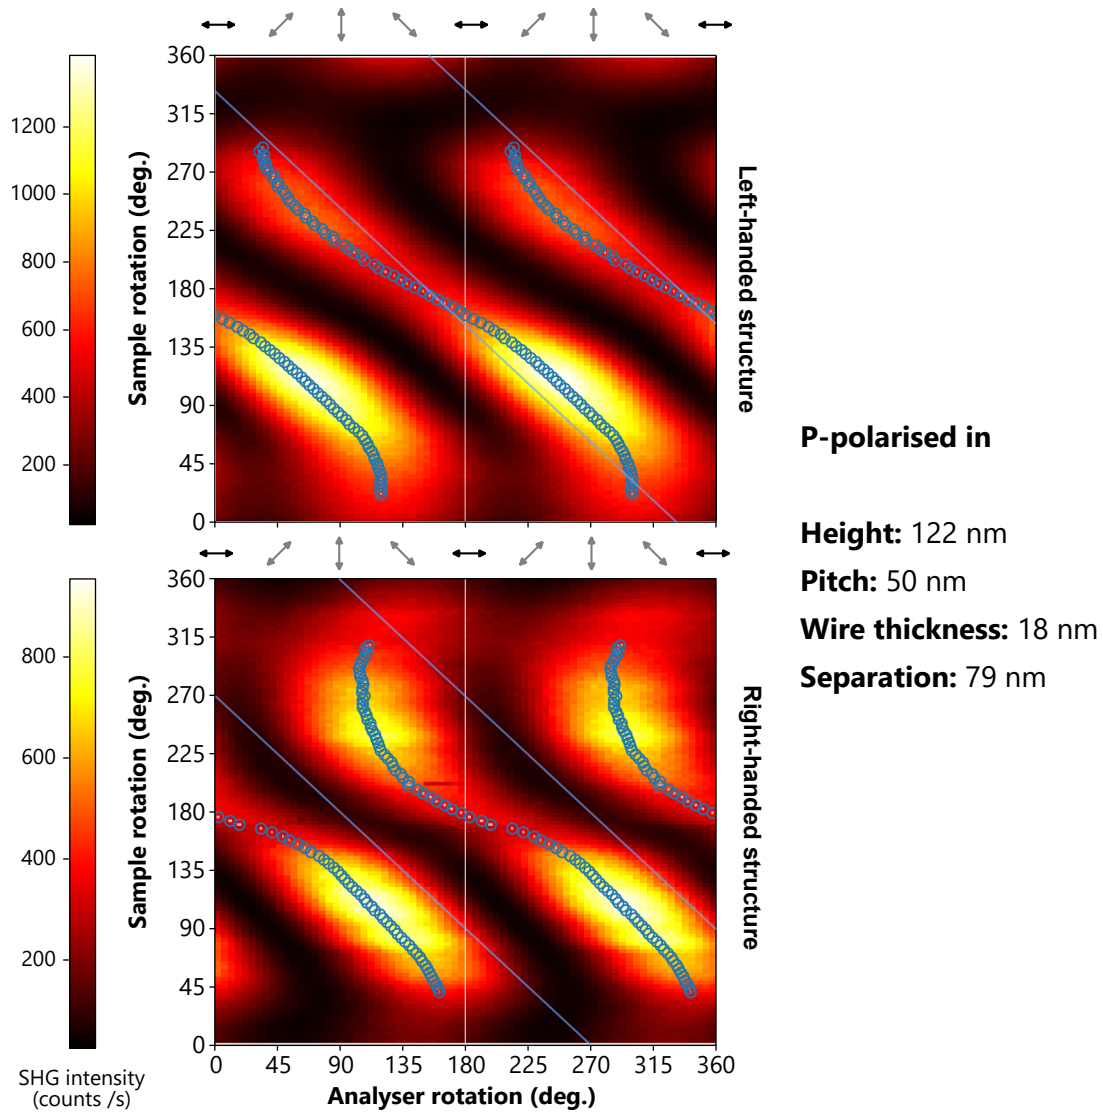 360
315
270
225
180
135
90
45
0
Sample rotation (deg.)
Left-handed structure
1200
1000
800
600
400
200
360
315
270
225
180
135
90
45
0
Sample rotation (deg.)
Right-handed structure
800
600
400
200
SHG intensity
(counts /s)
0 45 90 135 180 225 270 315 360
Analyser rotation (deg.)
P-polarised in
Height: 122 nm
Pitch: 50 nm
Wire thickness: 18 nm
Separation: 79 nm